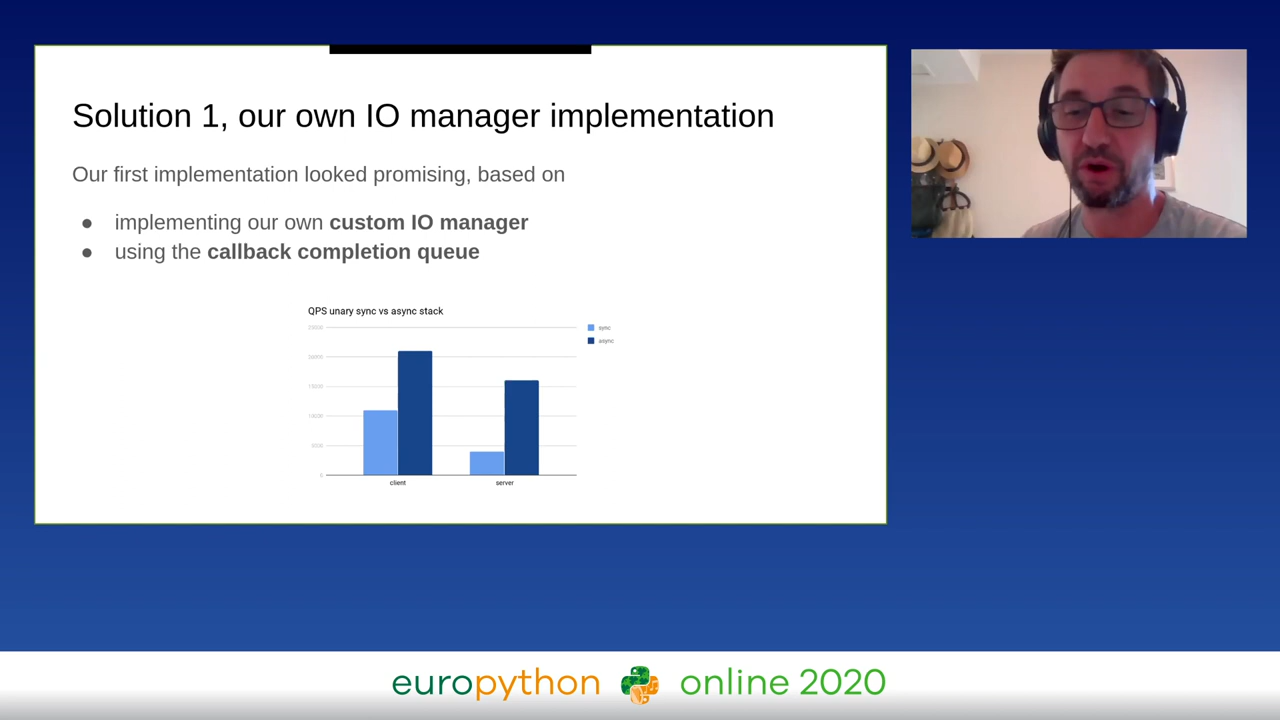 Solution 1, our own IO manager implementation
Our first implementation looked promising, based on
● implementing our own custom IO manager
● using the callback completion queue
QPS unary sync vs async stack
sync
async
0
client
server
europython online 2020